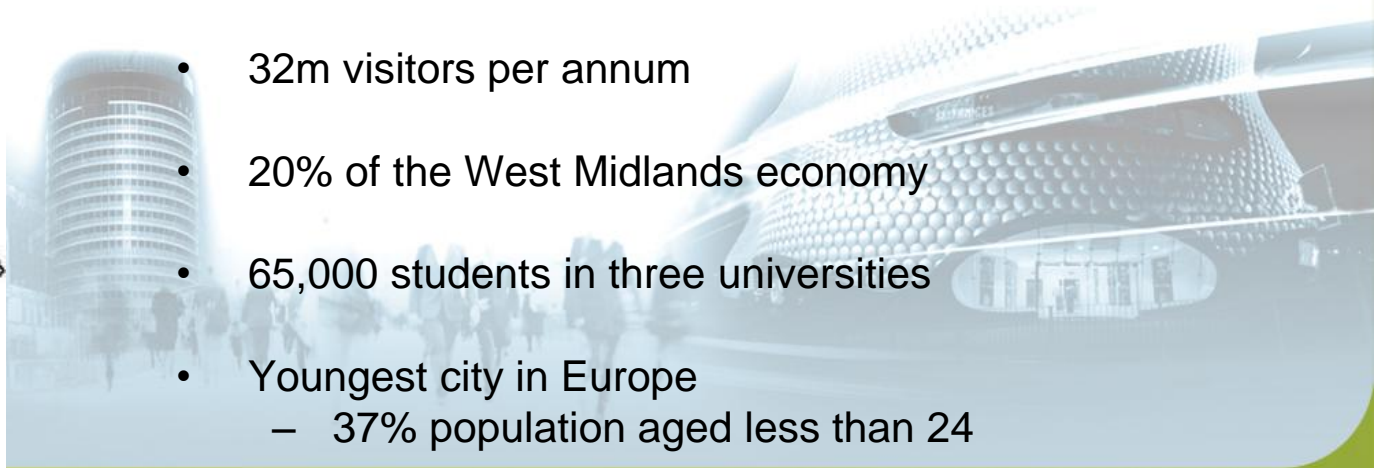 • 32m visitors per annum
• 20% of the West Midlands economy
• 65,000 students in three universities
• Youngest city in Europe
– 37% population aged less than 24